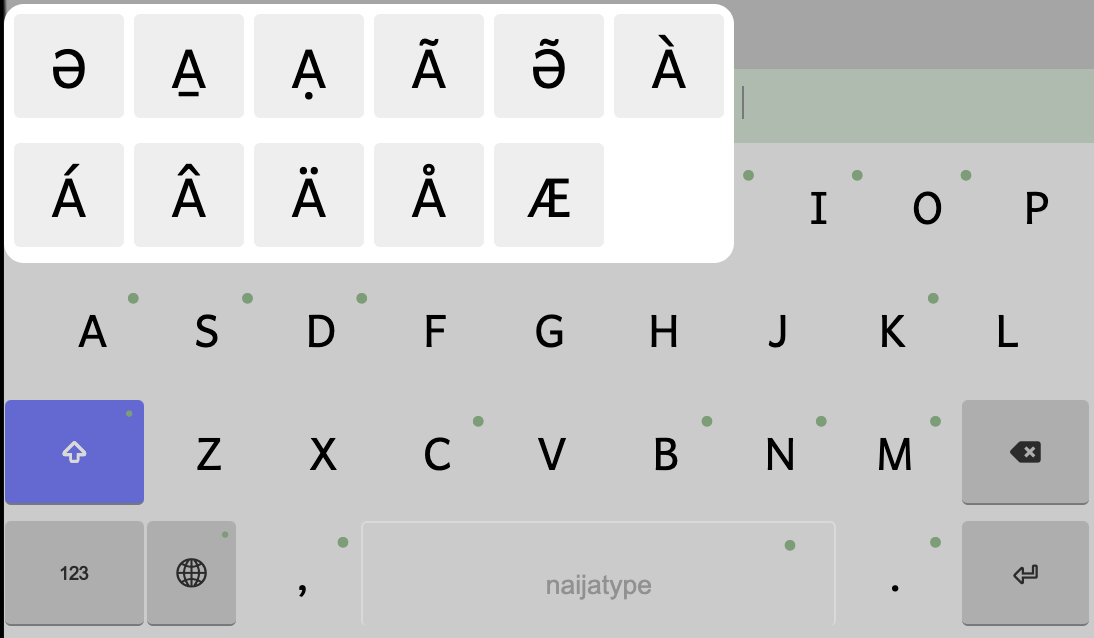 Ə A̱ Ạ Ã Ə̃ À
Á Â Ä Å Æ
I O P
A S D F G H J K L
Z X C V B N M
123 , naijatype .